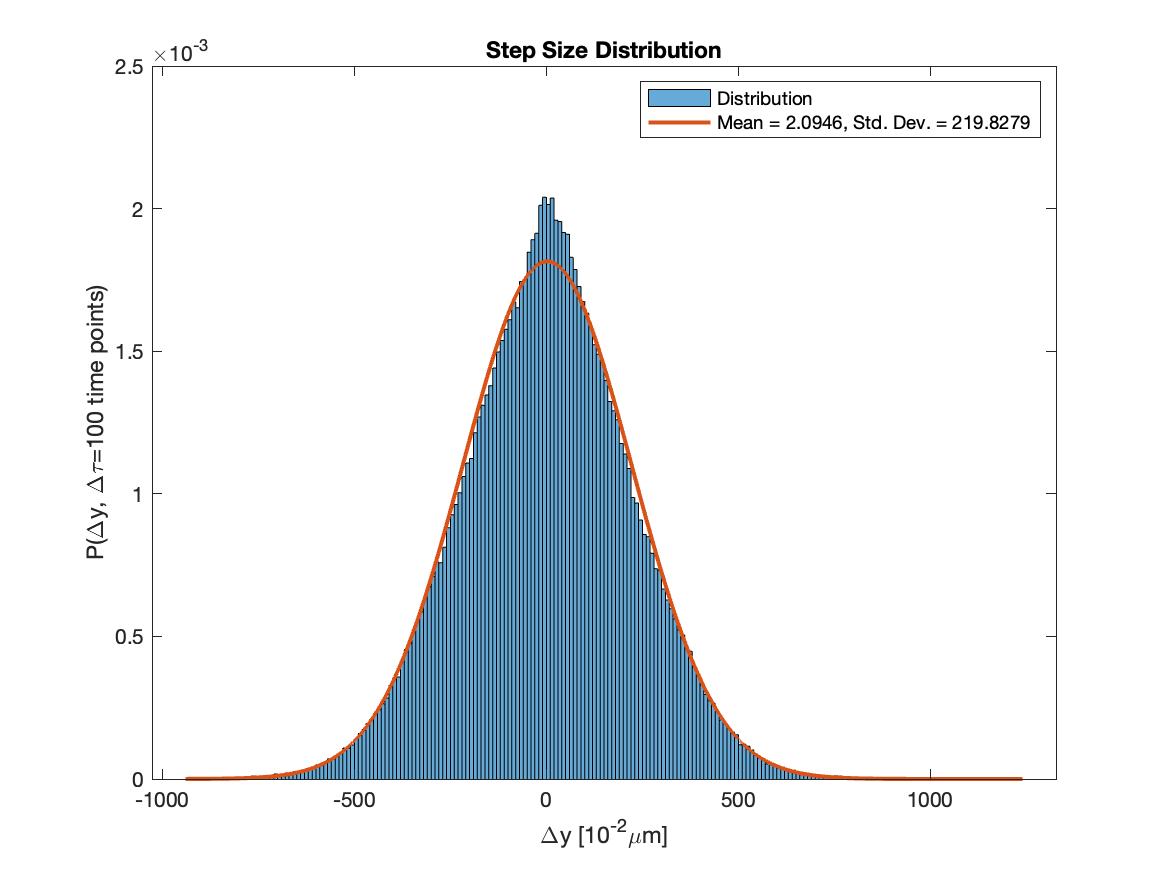 Step Size Distribution
×10⁻³
2.5
2
1.5
1
0.5
0
P(Δy, Δτ=100 time points)
Distribution
Mean = 2.0946, Std. Dev. = 219.8279
-1000 -500 0 500 1000
Δy [10⁻²μm]